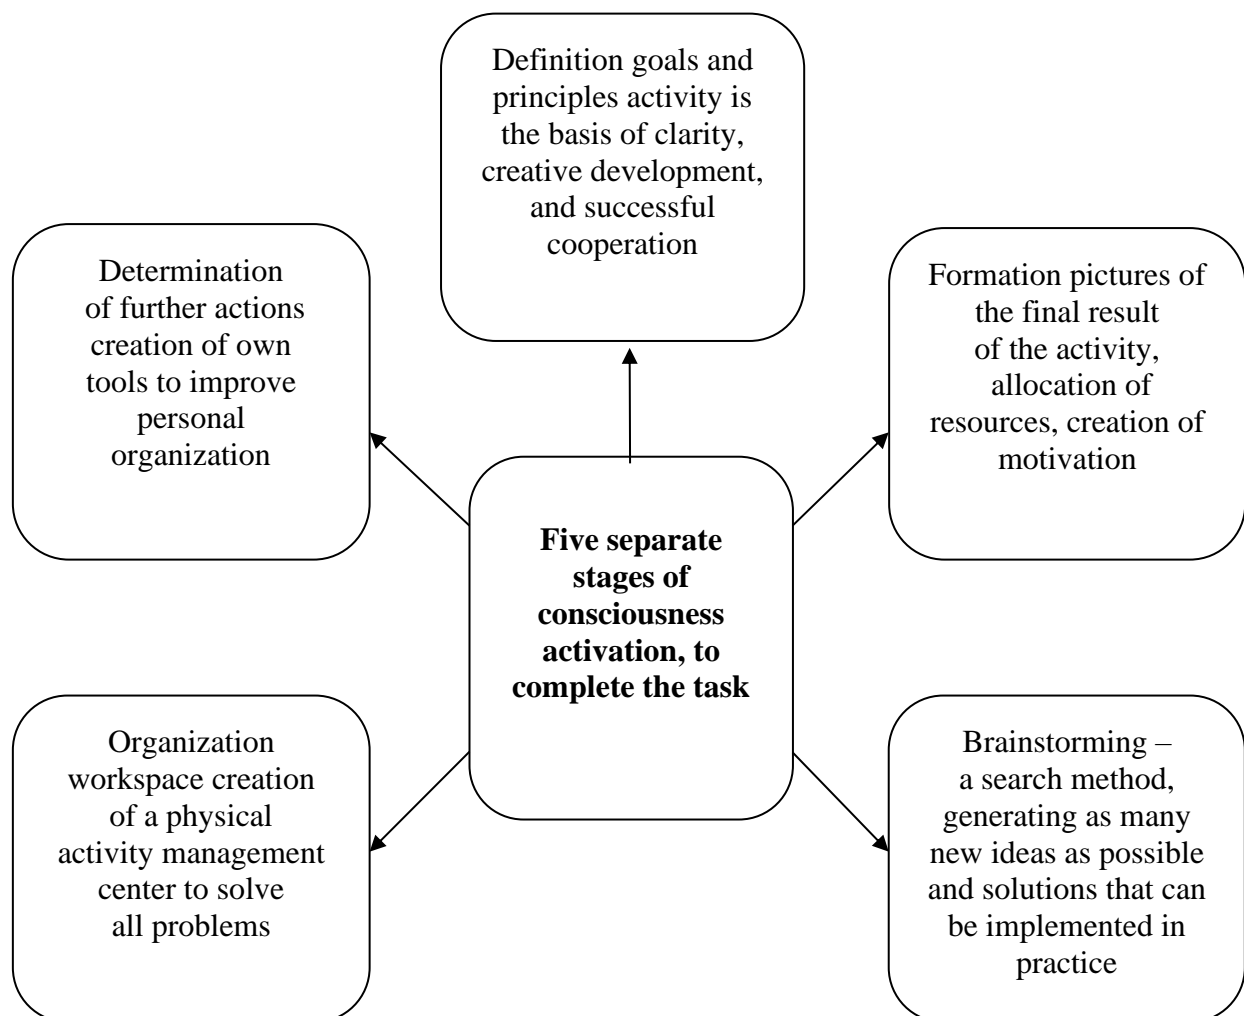 Definition goals and
principles activity is
the basis of clarity,
creative development,
and successful
cooperation
Determination
of further actions
creation of own
tools to improve
personal
organization
Formation pictures of
the final result
of the activity,
allocation of
resources, creation of
motivation
Five separate
stages of
consciousness
activation, to
complete the task
Organization
workspace creation
of a physical
activity management
center to solve
all problems
Brainstorming –
a search method,
generating as many
new ideas as possible
and solutions that can
be implemented in
practice